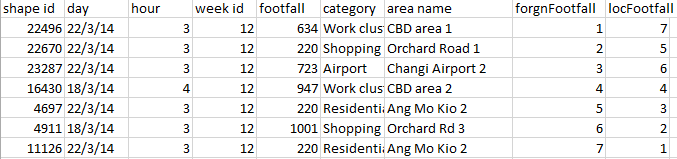 shape id day hour week id footfall category area name forgnFootfall locFootfall
22496 22/3/14 3 12 634 Work clus CBD area 1 1 7
22670 22/3/14 3 12 220 Shopping Orchard Road 1 2 5
23287 22/3/14 3 12 723 Airport Changi Airport 2 3 6
16430 18/3/14 4 12 947 Work clus CBD area 2 4 4
4697 22/3/14 3 12 220 Residentia Ang Mo Kio 2 5 3
4911 18/3/14 3 12 1001 Shopping Orchard Rd 3 6 2
11126 22/3/14 3 12 220 Residentia Ang Mo Kio 2 7 1